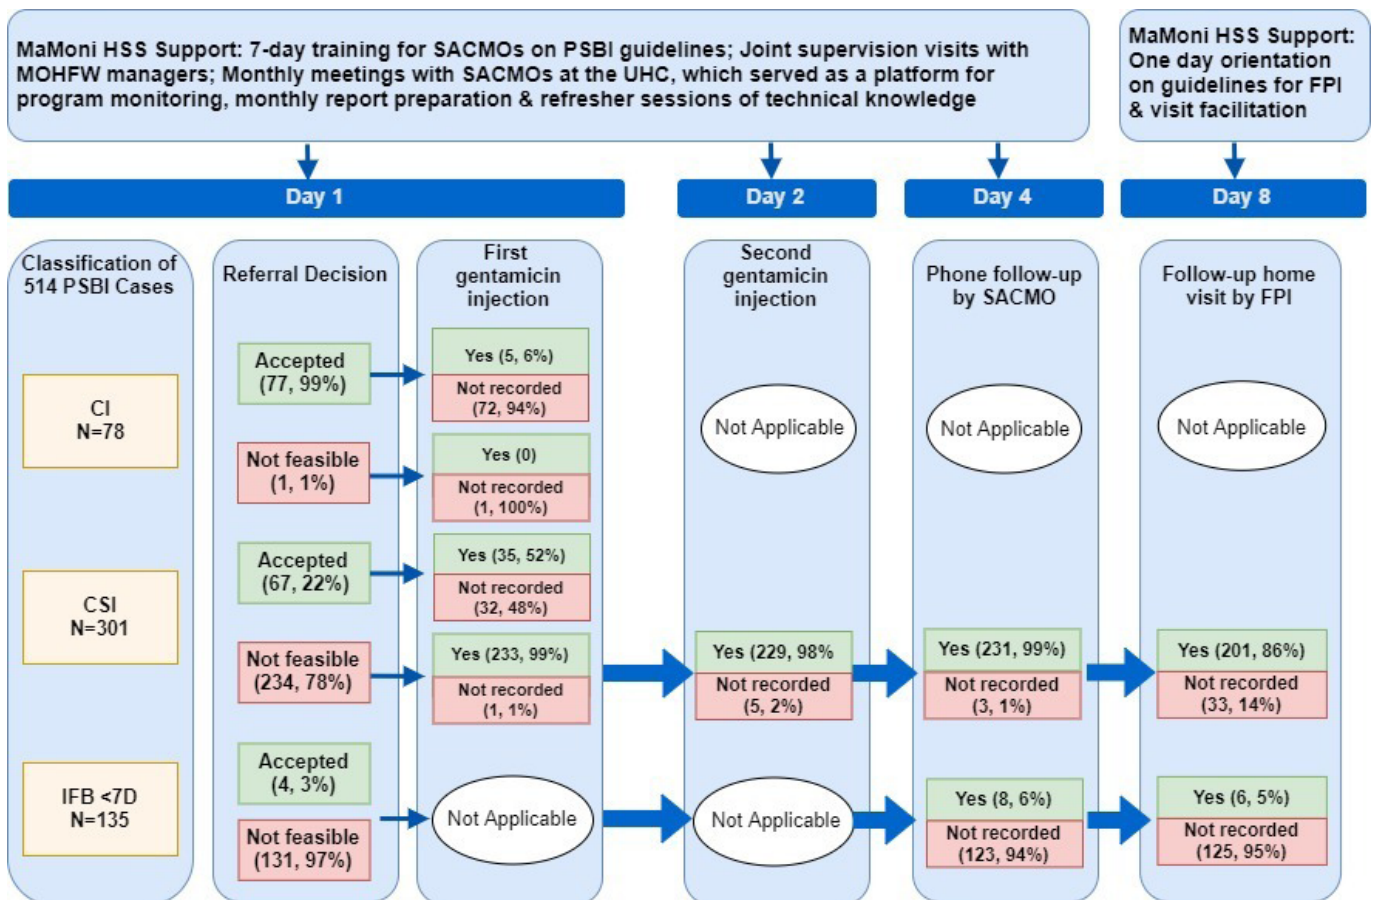 MaMoni HSS Support: 7-day training for SACMOs on PSBI guidelines; Joint supervision visits with
MOHFW managers; Monthly meetings with SACMOs at the UHC, which served as a platform for
program monitoring, monthly report preparation & refresher sessions of technical knowledge
MaMoni HSS Support:
One day orientation
on guidelines for FPI
& visit facilitation
Day 1
Day 2
Day 4
Day 8
Classification of
514 PSBI Cases
Referral Decision
First
gentamicin
injection
Second
gentamicin
injection
Phone follow-up
by SACMO
Follow-up home
visit by FPI
CI
N=78
Accepted
(77, 99%)
Yes (5, 6%)
Not recorded
(72, 94%)
Not feasible
(1, 1%)
Yes (0)
Not recorded
(1, 100%)
Not Applicable
Not Applicable
Not Applicable
CSI
N=301
Accepted
(67, 22%)
Yes (35, 52%)
Not recorded
(32, 48%)
Not feasible
(234, 78%)
Yes (233, 99%)
Not recorded
(1, 1%)
Yes (229, 98%
Not recorded
(5, 2%)
Yes (231, 99%)
Not recorded
(3, 1%)
Yes (201, 86%)
Not recorded
(33, 14%)
IFB <7D
N=135
Accepted
(4, 3%)
Not feasible
(131, 97%)
Not Applicable
Not Applicable
Yes (8, 6%)
Not recorded
(123, 94%)
Yes (6, 5%)
Not recorded
(125, 95%)